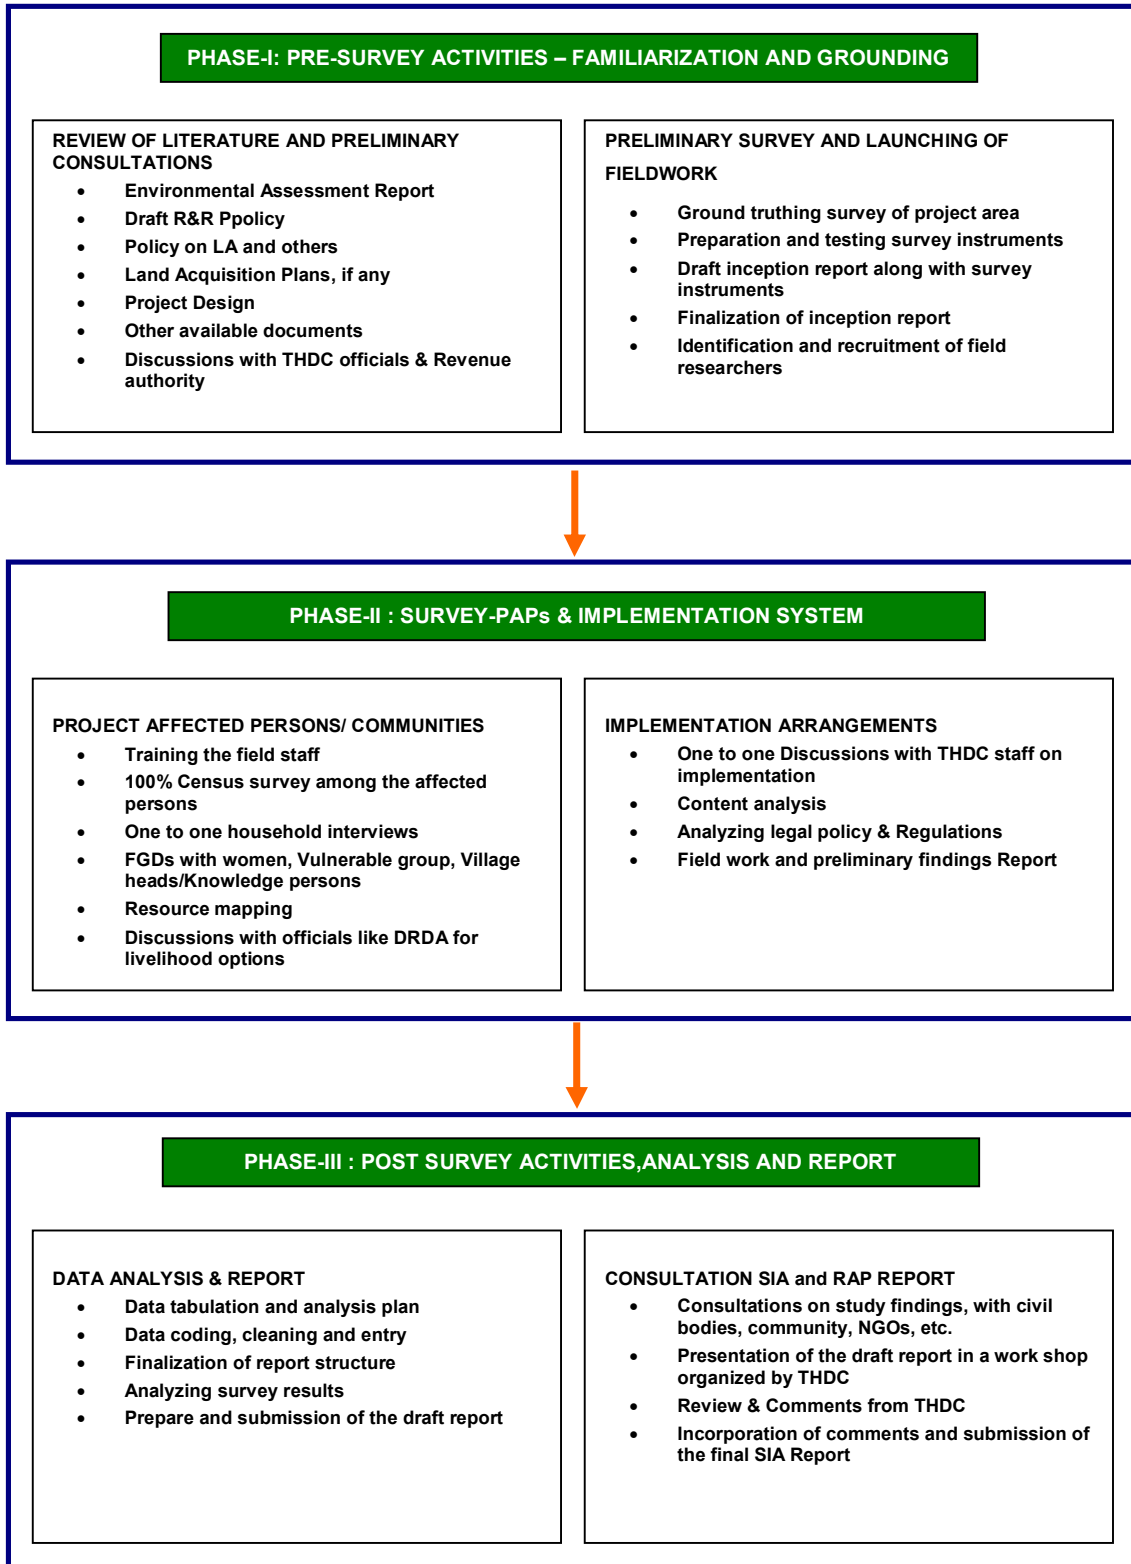 PHASE-I: PRE-SURVEY ACTIVITIES – FAMILIARIZATION AND GROUNDING
REVIEW OF LITERATURE AND PRELIMINARY
CONSULTATIONS
• Environmental Assessment Report
• Draft R&R Ppolicy
• Policy on LA and others
• Land Acquisition Plans, if any
• Project Design
• Other available documents
• Discussions with THDC officials & Revenue
authority
PRELIMINARY SURVEY AND LAUNCHING OF
FIELDWORK
• Ground truthing survey of project area
• Preparation and testing survey instruments
• Draft inception report along with survey
instruments
• Finalization of inception report
• Identification and recruitment of field
researchers
PHASE-II : SURVEY-PAPs & IMPLEMENTATION SYSTEM
PROJECT AFFECTED PERSONS/ COMMUNITIES
• Training the field staff
• 100% Census survey among the affected
persons
• One to one household interviews
• FGDs with women, Vulnerable group, Village
heads/Knowledge persons
• Resource mapping
• Discussions with officials like DRDA for
livelihood options
IMPLEMENTATION ARRANGEMENTS
• One to one Discussions with THDC staff on
implementation
• Content analysis
• Analyzing legal policy & Regulations
• Field work and preliminary findings Report
PHASE-III : POST SURVEY ACTIVITIES,ANALYSIS AND REPORT
DATA ANALYSIS & REPORT
• Data tabulation and analysis plan
• Data coding, cleaning and entry
• Finalization of report structure
• Analyzing survey results
• Prepare and submission of the draft report
CONSULTATION SIA and RAP REPORT
• Consultations on study findings, with civil
bodies, community, NGOs, etc.
• Presentation of the draft report in a work shop
organized by THDC
• Review & Comments from THDC
• Incorporation of comments and submission of
the final SIA Report